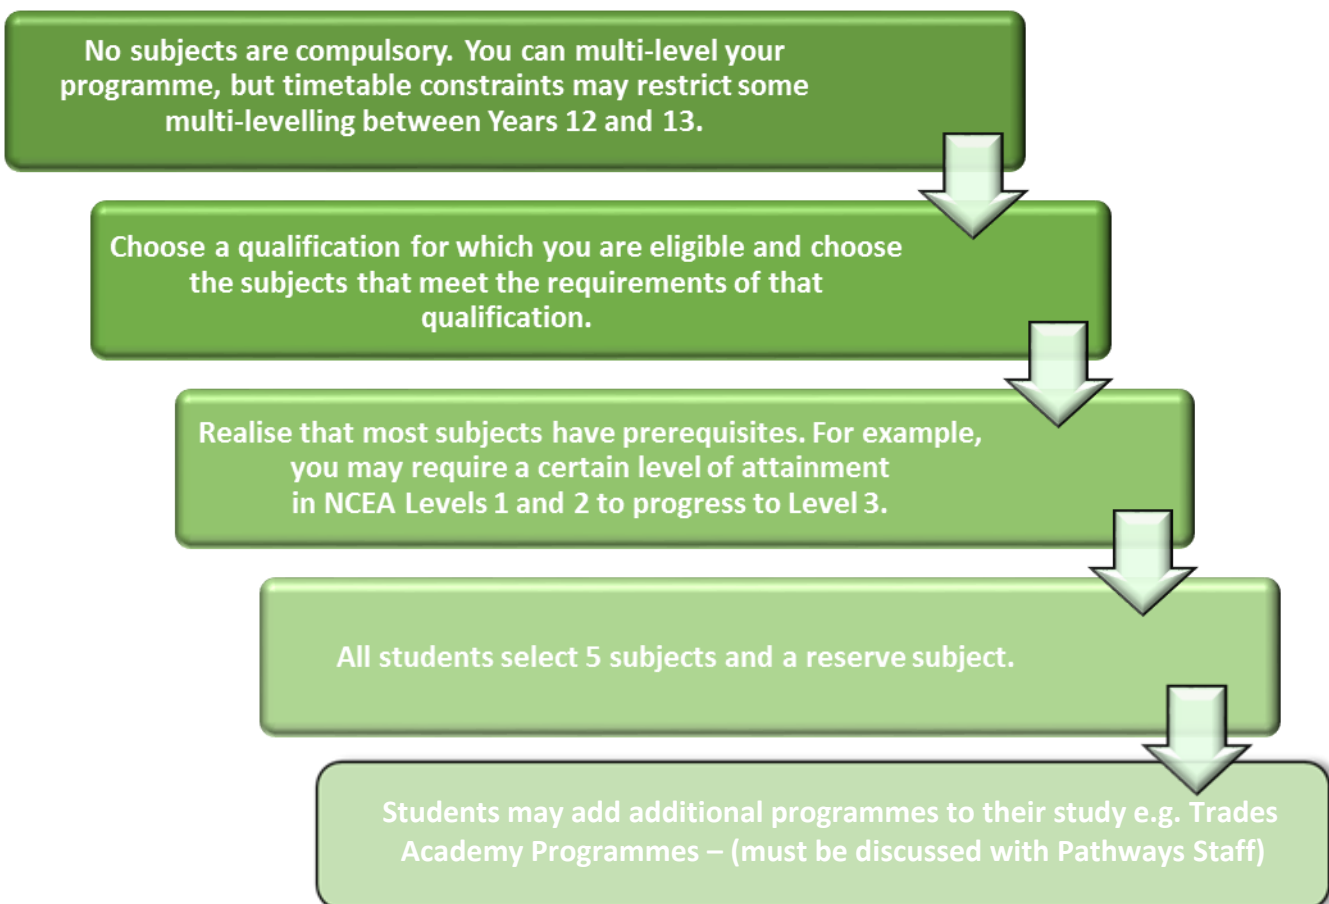 No subjects are compulsory. You can multi-level your
programme, but timetable constraints may restrict some
multi-levelling between Years 12 and 13.
Choose a qualification for which you are eligible and choose
the subjects that meet the requirements of that
qualification.
Realise that most subjects have prerequisites. For example,
you may require a certain level of attainment
in NCEA Levels 1 and 2 to progress to Level 3.
All students select 5 subjects and a reserve subject.
Students may add additional programmes to their study e.g. Trades
Academy Programmes – (must be discussed with Pathways Staff)